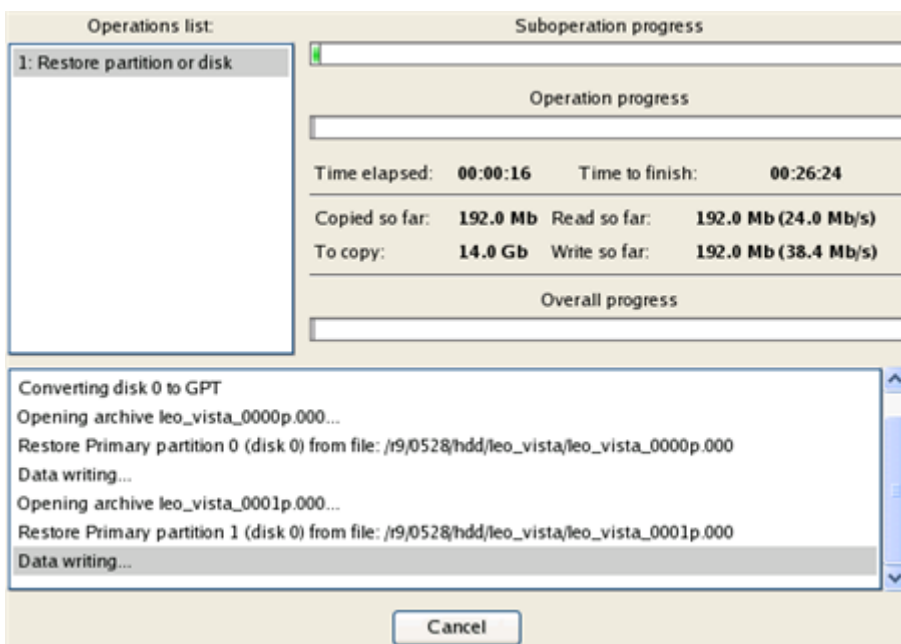 Operations list:
1: Restore partition or disk
Suboperation progress
Operation progress
Time elapsed: 00:00:16 Time to finish: 00:26:24
Copied so far: 192.0 Mb Read so far: 192.0 Mb (24.0 Mb/s)
To copy: 14.0 Gb Write so far: 192.0 Mb (38.4 Mb/s)
Overall progress
Converting disk 0 to GPT
Opening archive leo_vista_0000p.000...
Restore Primary partition 0 (disk 0) from file: /r9/0528/hdd/leo_vista/leo_vista_0000p.000
Data writing...
Opening archive leo_vista_0001p.000...
Restore Primary partition 1 (disk 0) from file: /r9/0528/hdd/leo_vista/leo_vista_0001p.000
Data writing...
Cancel